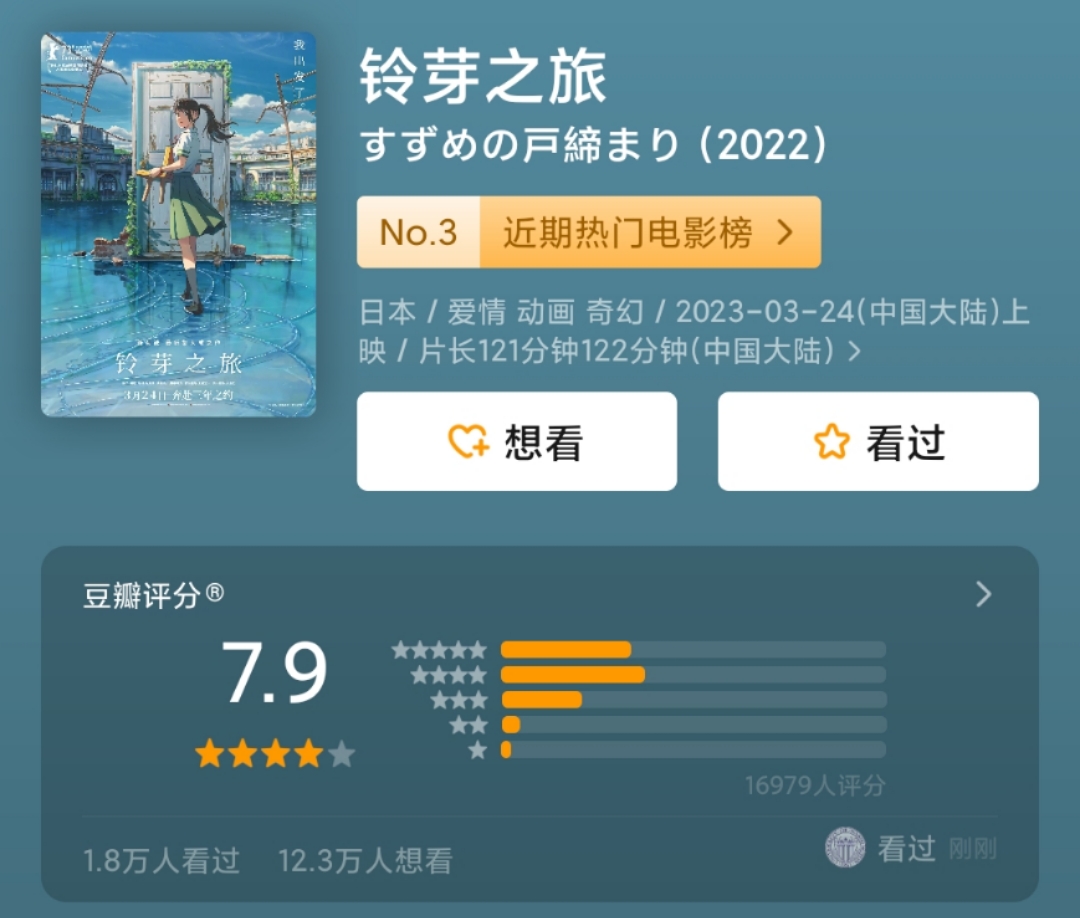 我出发了
铃芽之旅
3月24日 奔赴三年之约
铃芽之旅
すずめの戸締まり（2022）
No.3 近期热门电影榜 >
日本 / 爱情 动画 奇幻 / 2023-03-24(中国大陆)上
映 / 片长121分钟122分钟(中国大陆) >
想看
看过
豆瓣评分®
7.9
16979人评分
1.8万人看过 12.3万人想看
看过 刚刚